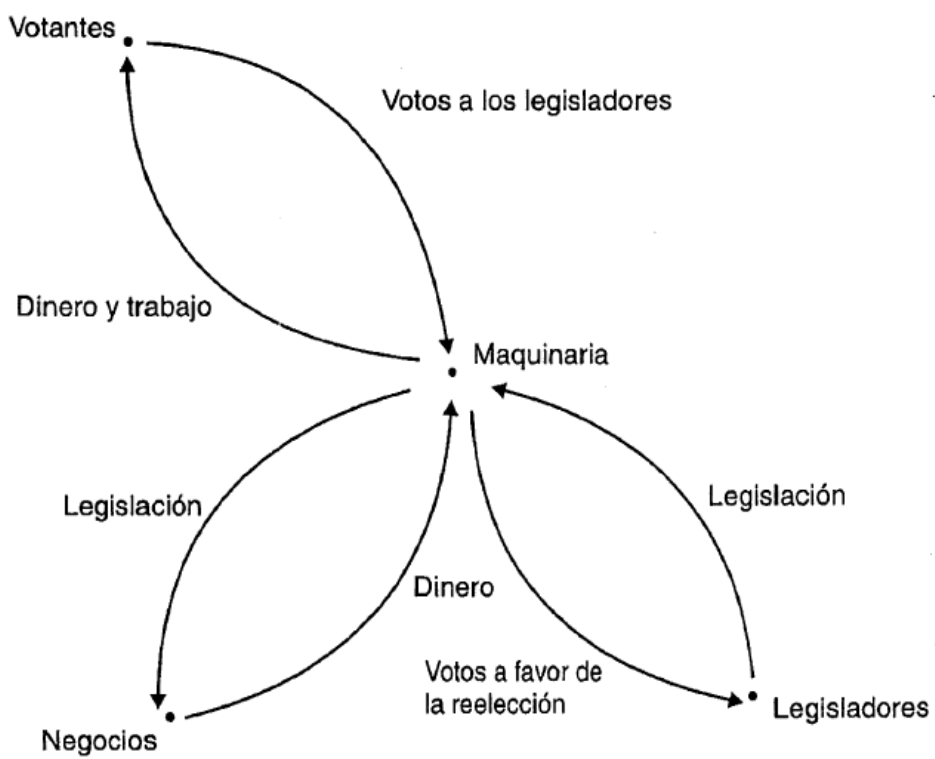 Votantes
Votos a los legisladores
Dinero y trabajo
Maquinaria
Legislación
Legislación
Dinero
Votos a favor de
la reelección
Legisladores
Negocios